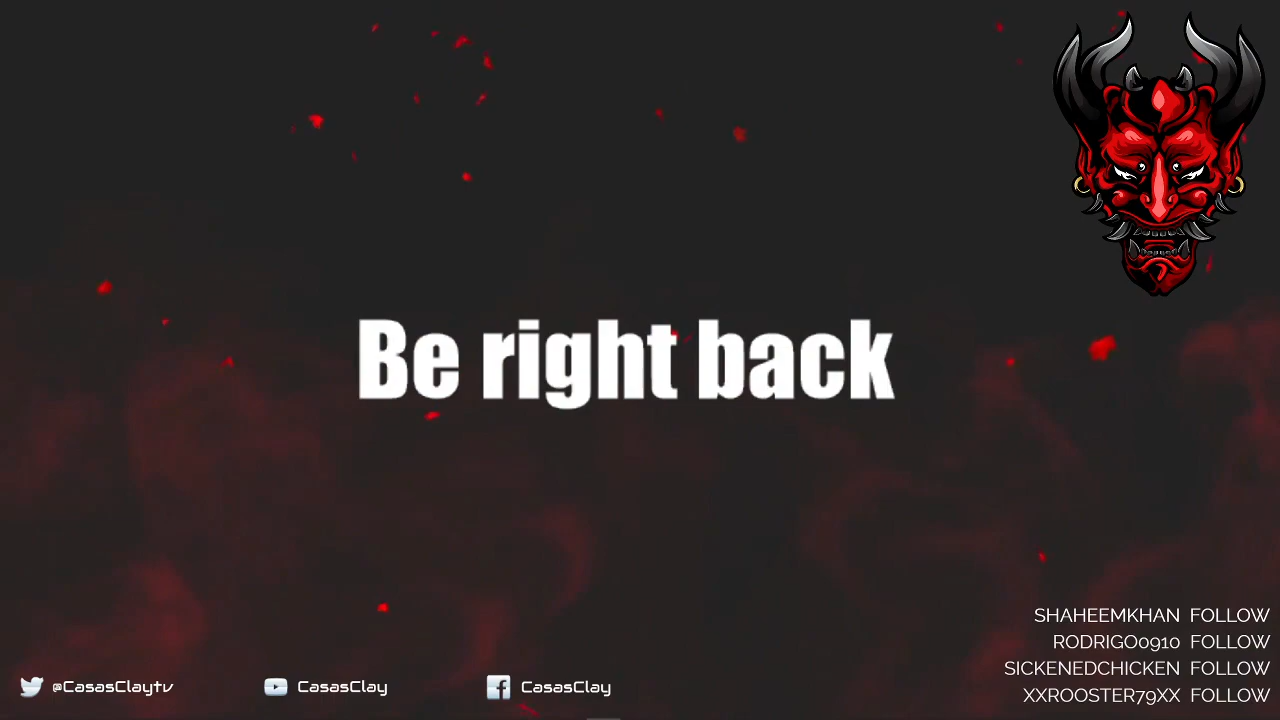 Be right back
SHAHEEMKHAN FOLLOW
RODRIGO0910 FOLLOW
SICKENEDCHICKEN FOLLOW
XXROOSTER79XX FOLLOW
@CasasClaytv CasasClay CasasClay